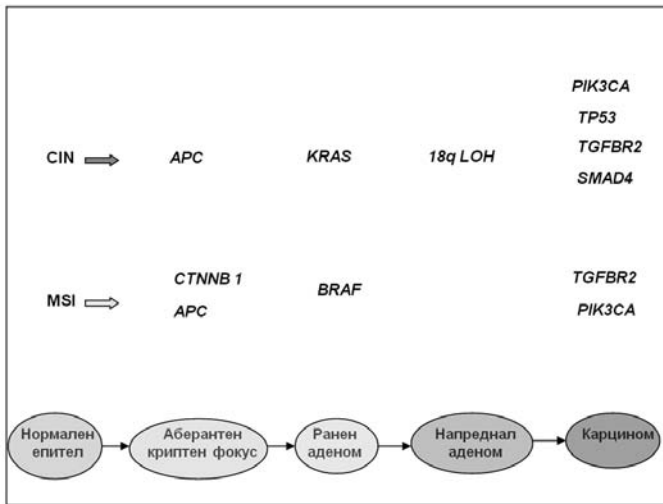 PIK3CA
TP53
CIN APC KRAS 18q LOH TGFBR2
SMAD4
CTNNB 1
BRAF TGFBR2
MSI APC PIK3CA
Нормален
епител
Аберантен
криптен фокус
Ранен
аденом
Напреднал
аденом
Карцином